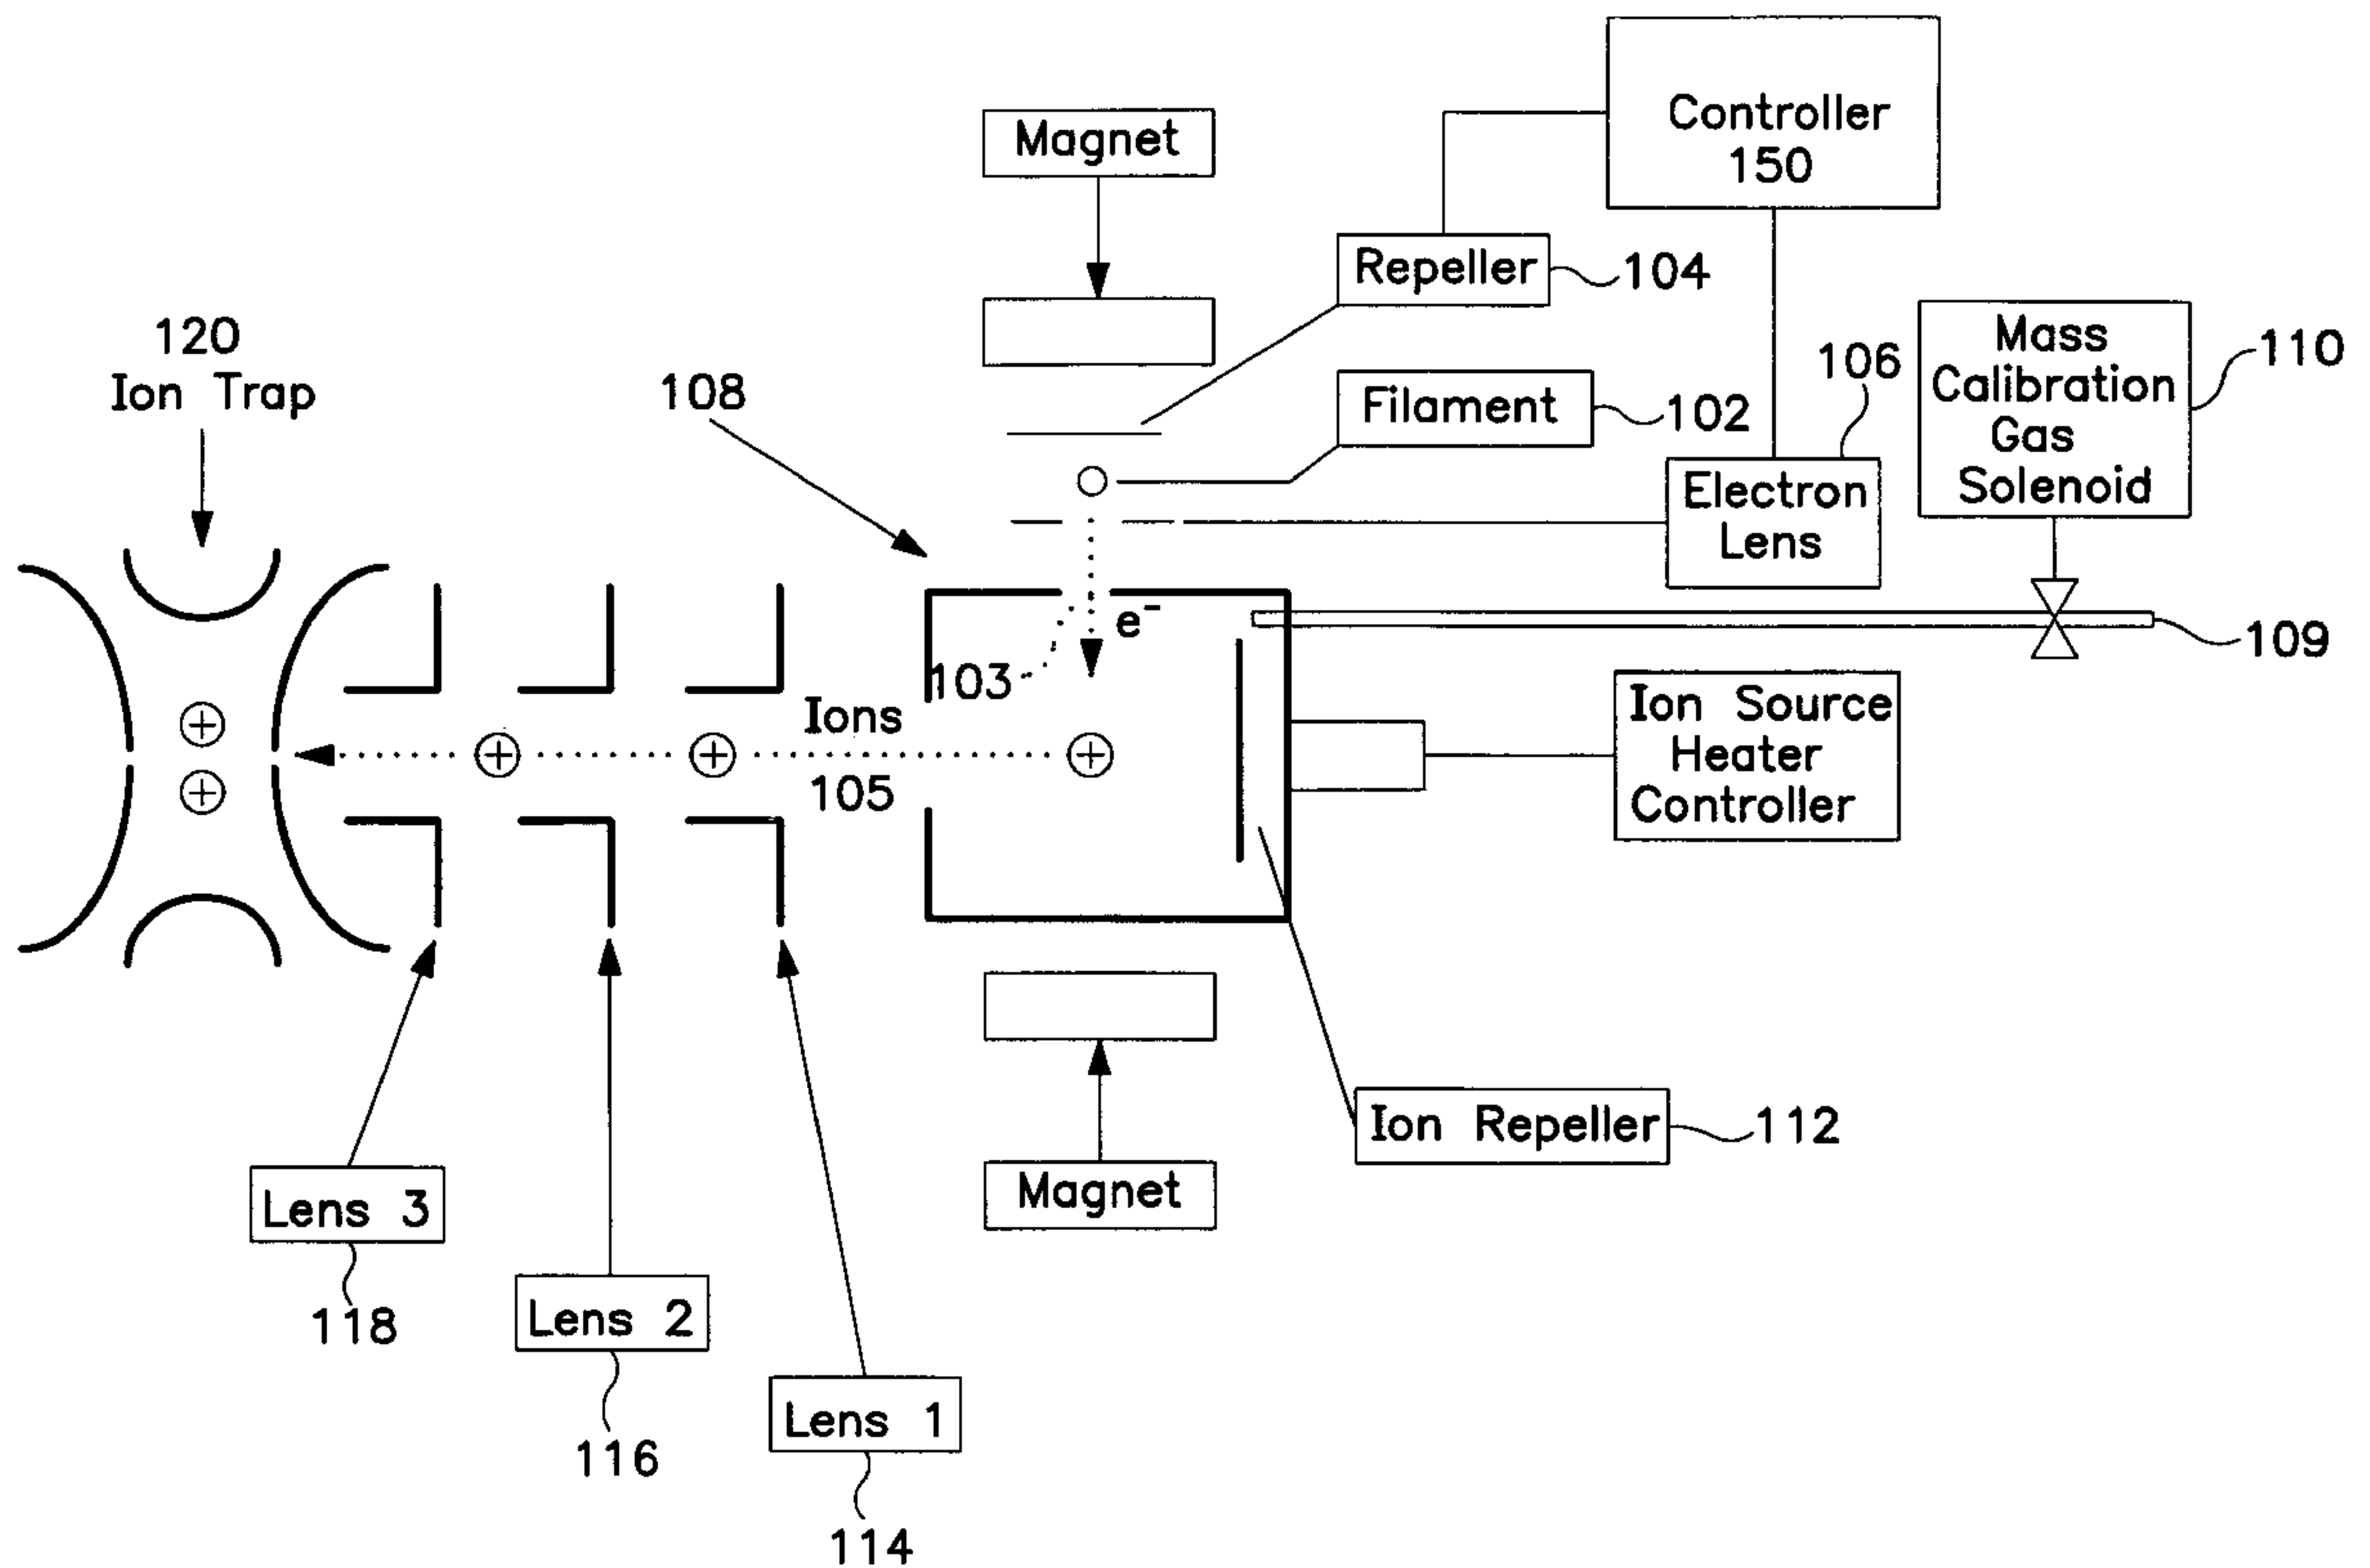 Controller
150
Magnet
Repeller
104
120
Ion Trap
108
Filament
102
106
Mass
Calibration
Gas
Solenoid
110
Electron
Lens
e⁻
103
109
Ions
105
Ion Source
Heater
Controller
Ion Repeller
112
Magnet
Lens 3
118
Lens 2
116
Lens 1
114